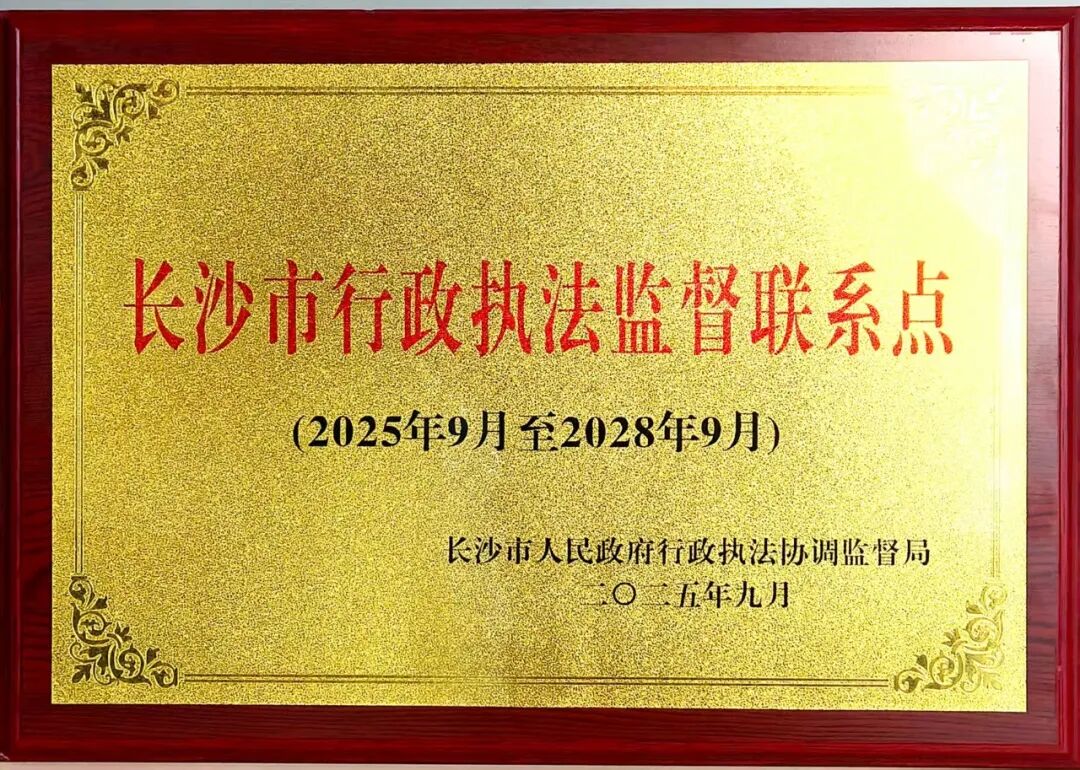 长沙市行政执法监督联系点
(2025年9月至2028年9月)
长沙市人民政府行政执法协调监督局
二〇二五年九月